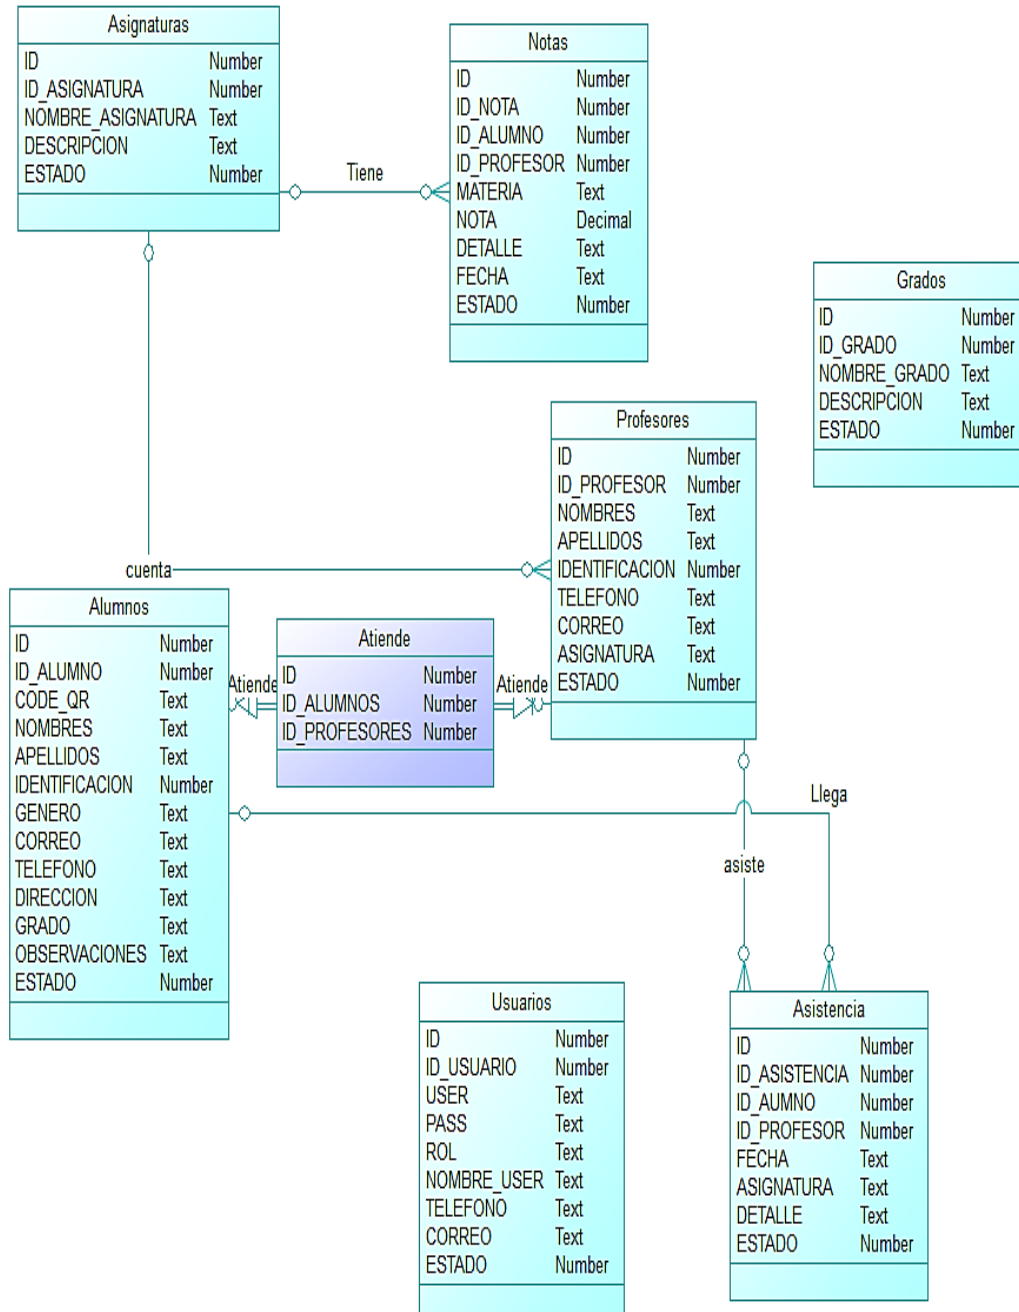 Asignaturas
ID Number
ID_ASIGNATURA Number
NOMBRE_ASIGNATURA Text
DESCRIPCION Text
ESTADO Number
Tiene
Notas
ID Number
ID_NOTA Number
ID_ALUMNO Number
ID_PROFESOR Number
MATERIA Text
NOTA Decimal
DETALLE Text
FECHA Text
ESTADO Number
Grados
ID Number
ID_GRADO Number
NOMBRE_GRADO Text
DESCRIPCION Text
ESTADO Number
Profesores
ID Number
ID_PROFESOR Number
NOMBRES Text
APELLIDOS Text
IDENTIFICACION Number
TELEFONO Text
CORREO Text
ASIGNATURA Text
ESTADO Number
cuenta
Alumnos
ID Number
ID_ALUMNO Number
CODE_QR Text
NOMBRES Text
APELLIDOS Text
IDENTIFICACION Number
GENERO Text
CORREO Text
TELEFONO Text
DIRECCION Text
GRADO Text
OBSERVACIONES Text
ESTADO Number
Atiende
Atiende
ID Number
ID_ALUMNOS Number
ID_PROFESORES Number
Atiende
Llega
asiste
Usuarios
ID Number
ID_USUARIO Number
USER Text
PASS Text
ROL Text
NOMBRE_USER Text
TELEFONO Text
CORREO Text
ESTADO Number
Asistencia
ID Number
ID_ASISTENCIA Number
ID_AUMNO Number
ID_PROFESOR Number
FECHA Text
ASIGNATURA Text
DETALLE Text
ESTADO Number